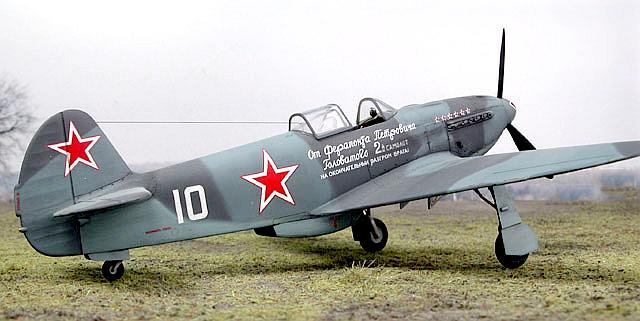 От Ферапонта Петровича
Головатого 2й САМОЛЕТ
НА ОКОНЧАТЕЛЬНЫЙ РАЗГРОМ ВРАГА!
10